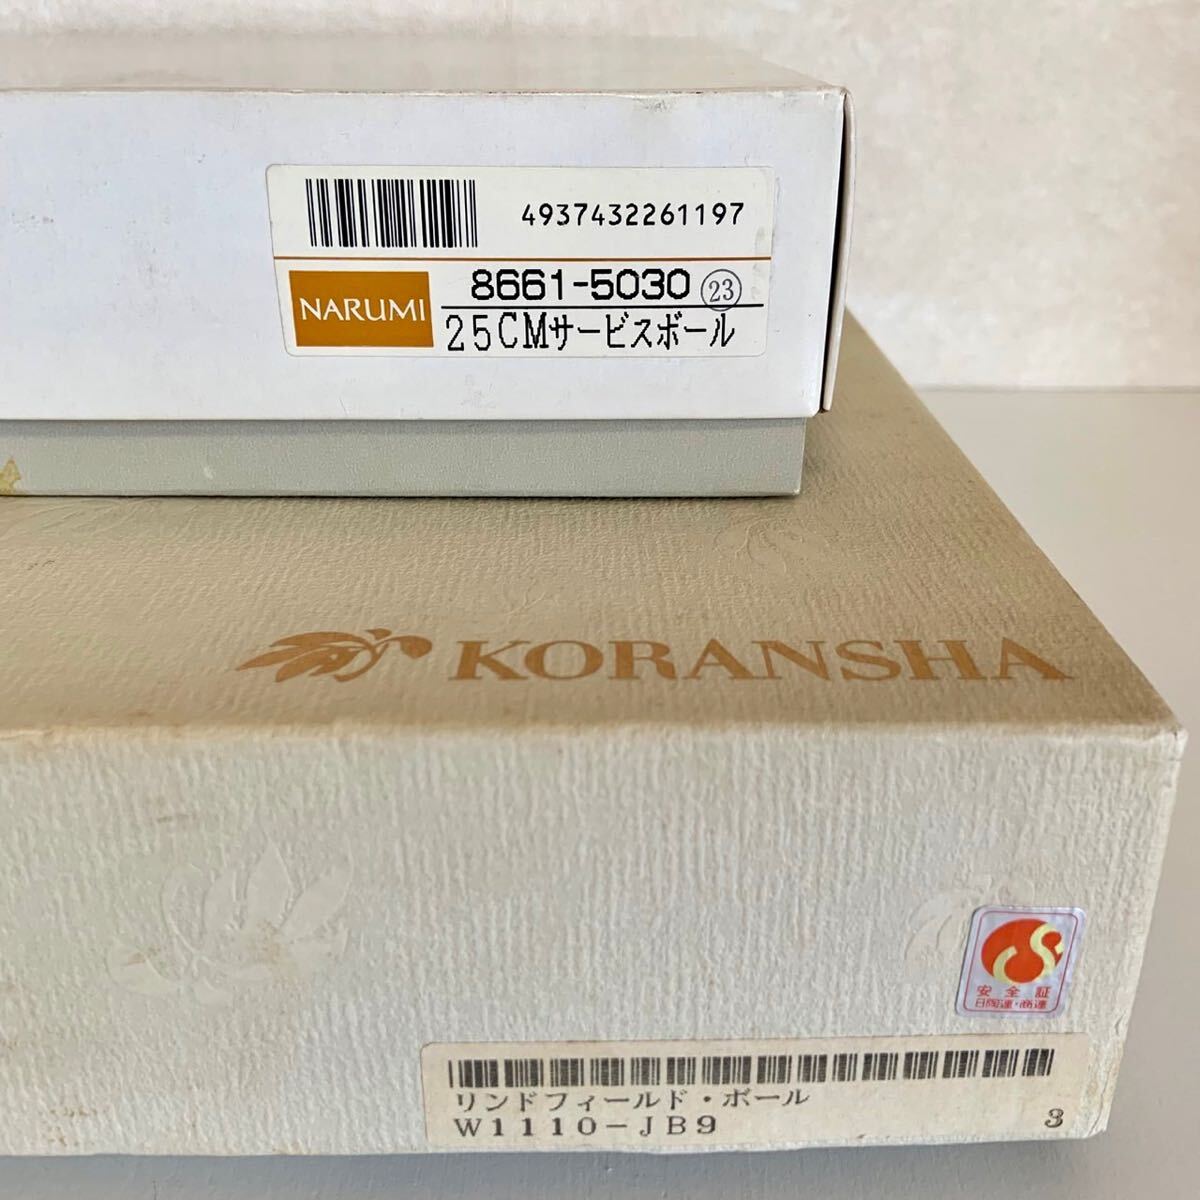 4937432261197
NARUMI
8661-5030 23
25CMサービスボール
KORANSHA
安全証
日陶連・商連
リンドフィールド・ボール
W1110-JB9 3